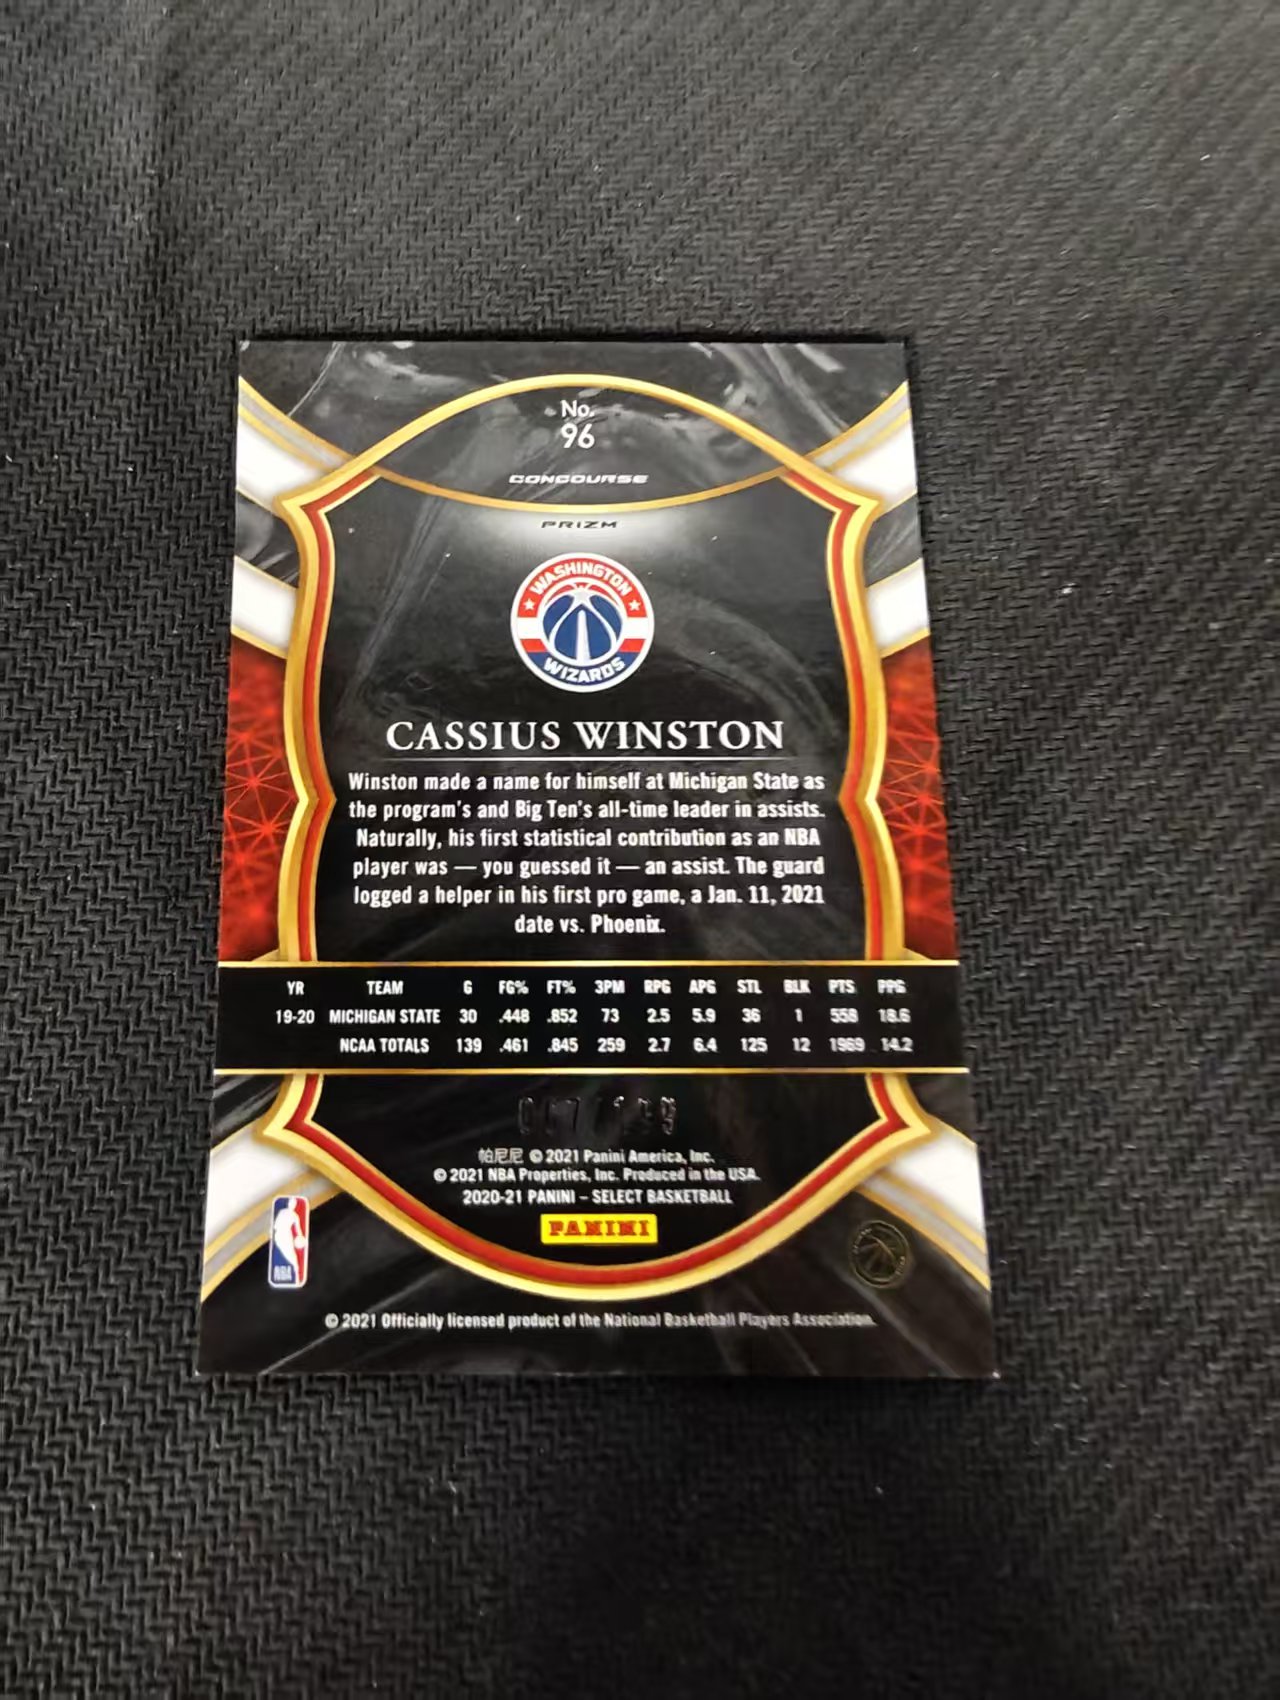 No.
96
CONCOURSE
PRIZM
WASHINGTON
WIZARDS
CASSIUS WINSTON
Winston made a name for himself at Michigan State as
the program's and Big Ten's all-time leader in assists.
Naturally, his first statistical contribution as an NBA
player was — you guessed it — an assist. The guard
logged a helper in his first pro game, a Jan. 11, 2021
date vs. Phoenix.
YR TEAM G FG% FT% 3PM RPG APG STL BLK PTS PPG
19-20 MICHIGAN STATE 30 .448 .852 73 2.5 5.9 36 1 558 18.6
NCAA TOTALS 139 .461 .845 259 2.7 6.4 125 12 1969 14.2
帕尼尼 © 2021 Panini America, Inc.
© 2021 NBA Properties, Inc. Produced in the USA.
2020-21 PANINI – SELECT BASKETBALL
PANINI
NBA
© 2021 Officially licensed product of the National Basketball Players Association.